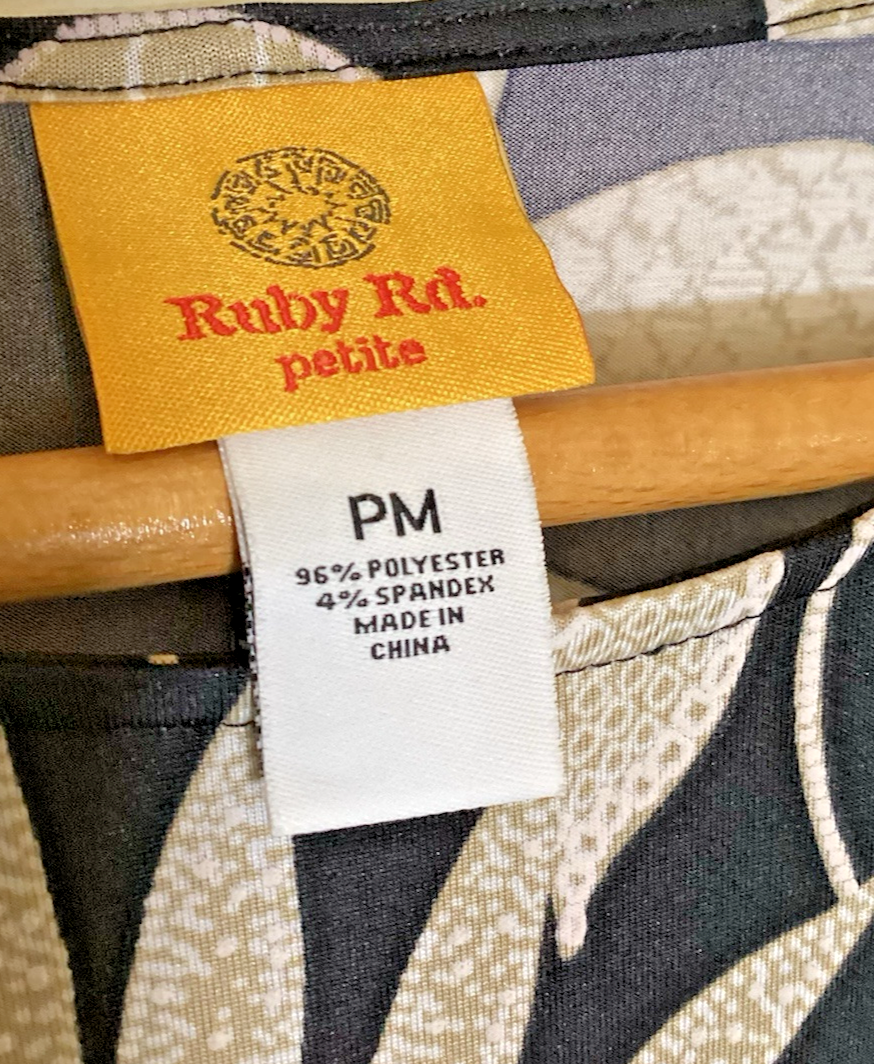 Ruby Rd.
petite
PM
96% POLYESTER
4% SPANDEX
MADE IN
CHINA